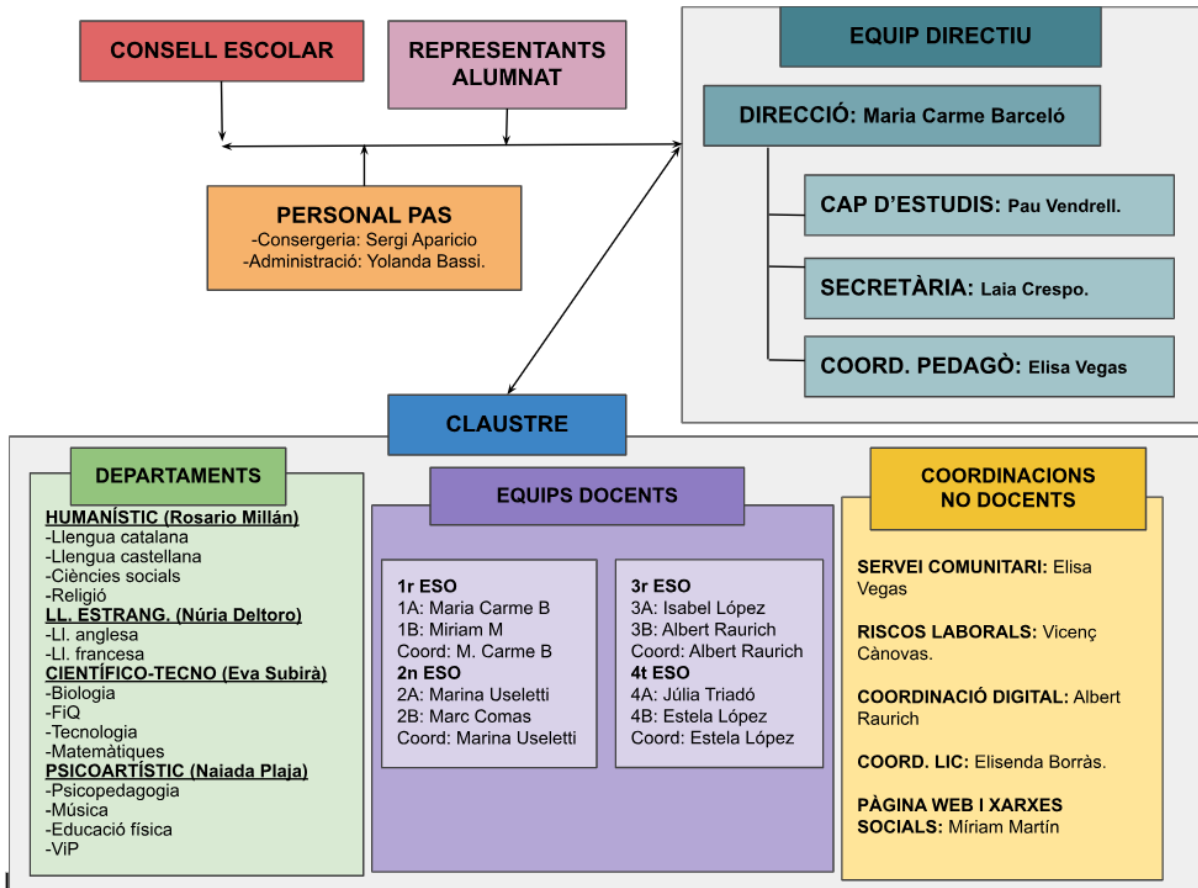 CONSELL ESCOLAR
REPRESENTANTS
ALUMNAT
PERSONAL PAS
-Consergeria: Sergi Aparicio
-Administració: Yolanda Bassi.
EQUIP DIRECTIU
DIRECCIÓ: Maria Carme Barceló
CAP D’ESTUDIS: Pau Vendrell.
SECRETÀRIA: Laia Crespo.
COORD. PEDAGÒ: Elisa Vegas
CLAUSTRE
DEPARTAMENTS
HUMANÍSTIC (Rosario Millán)
-Llengua catalana
-Llengua castellana
-Ciències socials
-Religió
LL. ESTRANG. (Núria Deltoro)
-Ll. anglesa
-Ll. francesa
CIENTÍFICO-TECNO (Eva Subirà)
-Biologia
-FiQ
-Tecnologia
-Matemàtiques
PSICOARTÍSTIC (Naiada Plaja)
-Psicopedagogia
-Música
-Educació física
-ViP
EQUIPS DOCENTS
1r ESO
1A: Maria Carme B
1B: Miriam M
Coord: M. Carme B
2n ESO
2A: Marina Useletti
2B: Marc Comas
Coord: Marina Useletti
3r ESO
3A: Isabel López
3B: Albert Raurich
Coord: Albert Raurich
4t ESO
4A: Júlia Triadó
4B: Estela López
Coord: Estela López
COORDINACIONS
NO DOCENTS
SERVEI COMUNITARI: Elisa
Vegas
RISCOS LABORALS: Vicenç
Cànovas.
COORDINACIÓ DIGITAL: Albert
Raurich
COORD. LIC: Elisenda Borràs.
PÀGINA WEB I XARXES
SOCIALS: Míriam Martín